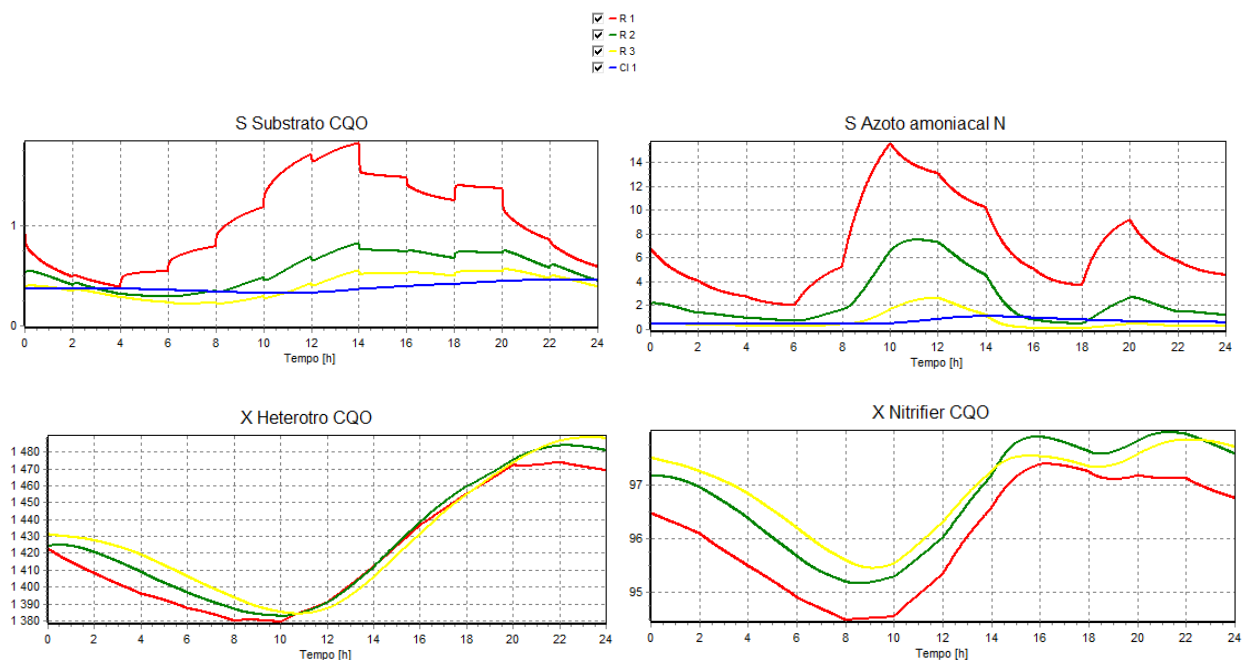 R 1
R 2
R 3
Cl 1
S Substrato CQO
1
0
0 2 4 6 8 10 12 14 16 18 20 22 24
Tempo [h]
S Azoto amoniacal N
14
12
10
8
6
4
2
0
0 2 4 6 8 10 12 14 16 18 20 22 24
Tempo [h]
X Heterotro CQO
1 480
1 470
1 460
1 450
1 440
1 430
1 420
1 410
1 400
1 390
1 380
0 2 4 6 8 10 12 14 16 18 20 22 24
Tempo [h]
X Nitrifier CQO
97
96
95
0 2 4 6 8 10 12 14 16 18 20 22 24
Tempo [h]